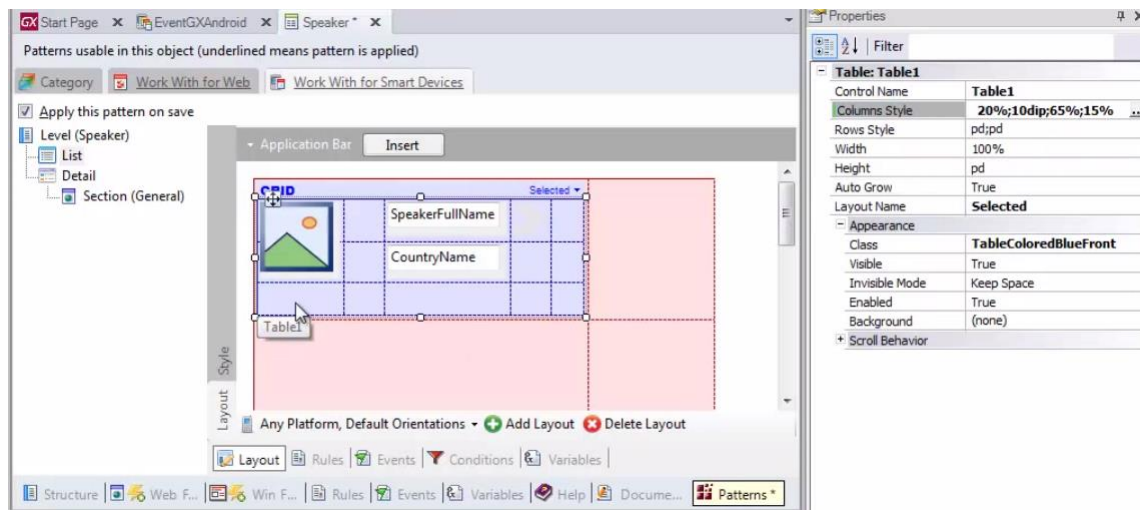 GX Start Page x EventGXAndroid x Speaker * x
Patterns usable in this object (underlined means pattern is applied)
Category Work With for Web Work With for Smart Devices
Apply this pattern on save
Level (Speaker)
List
Detail
Section (General)
Application Bar Insert
GRID Selected
SpeakerFullName
CountryName
Table1
Style
Layout
Any Platform, Default Orientations Add Layout Delete Layout
Layout Rules Events Conditions Variables
Structure Web F... Win F... Rules Events Variables Help Docume... Patterns *
Properties
Filter
Table: Table1
Control Name Table1
Columns Style 20%;10dip;65%;15% ...
Rows Style pd;pd
Width 100%
Height pd
Auto Grow True
Layout Name Selected
Appearance
Class TableColoredBlueFront
Visible True
Invisible Mode Keep Space
Enabled True
Background (none)
Scroll Behavior